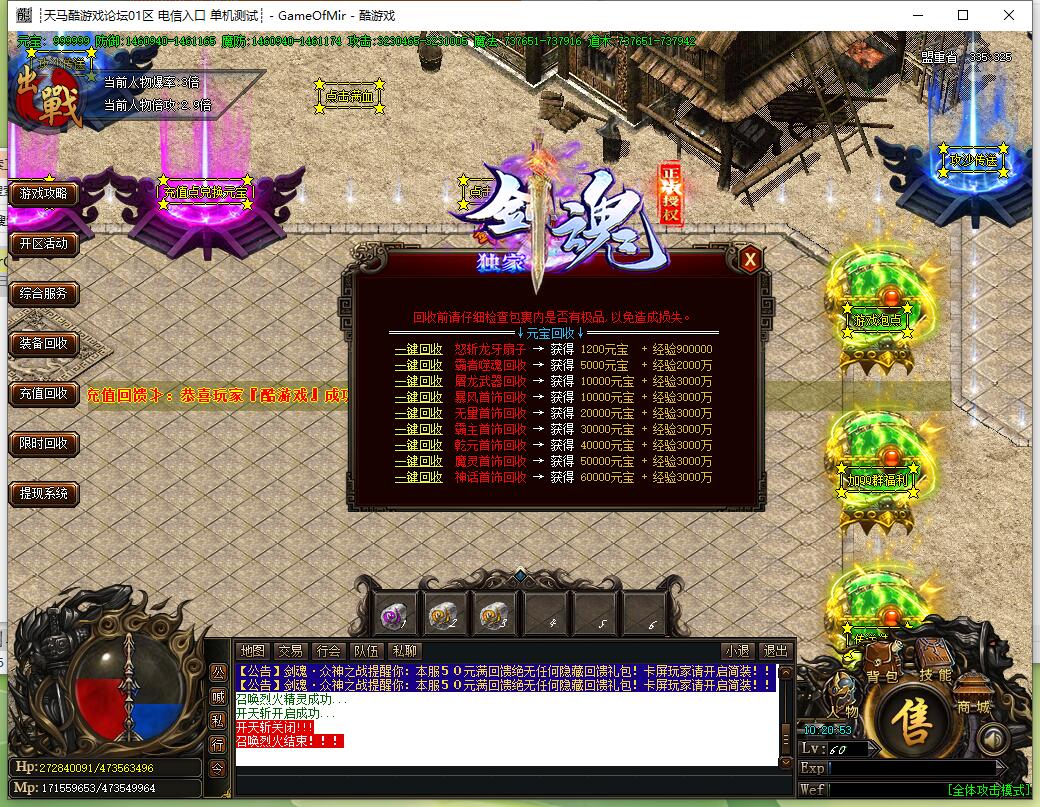 天马酷游戏论坛01区 电信入口 单机测试 - GameOfMir - 酷游戏
元宝: 999999 防御:1460940-1461165 魔防:1460940-1461174 攻击:3230465-3231005 魔法:737651-737916 道术:737651-737942
盟重省 335:325
出戰
当前人物爆率:3倍
当前人物倍攻:2.9倍
点击满血
攻沙传送
充值点兑换元宝
点击
剑魂
独家
正版授权
游戏攻略
开区活动
综合服务
装备回收
充值回收
限时回收
提现系统
X
游戏泡点
加QQ群福利
充值回馈≯:恭喜玩家『酷游戏』成功
回收前请仔细检查包裹内是否有极品,以免造成损失。
↓元宝回收↓
一键回收 怒斩龙牙扇子 → 获得 1200元宝 + 经验900000
一键回收 霸者噬魂回收 → 获得 5000元宝 + 经验2000万
一键回收 屠龙武器回收 → 获得 10000元宝 + 经验3000万
一键回收 暴风首饰回收 → 获得 10000元宝 + 经验3000万
一键回收 无量首饰回收 → 获得 20000元宝 + 经验3000万
一键回收 霸主首饰回收 → 获得 30000元宝 + 经验3000万
一键回收 乾元首饰回收 → 获得 40000元宝 + 经验3000万
一键回收 魔灵首饰回收 → 获得 50000元宝 + 经验3000万
一键回收 神话首饰回收 → 获得 60000元宝 + 经验3000万
1 2 3 4 5 6
地图 交易 行会 队伍 私聊 小退 退出
【公告】剑魂·众神之战提醒你:本服50元满回馈绝无任何隐藏回馈礼包!卡屏玩家请开启简装!!
【公告】剑魂·众神之战提醒你:本服50元满回馈绝无任何隐藏回馈礼包!卡屏玩家请开启简装!!
召唤烈火精灵成功...
开天斩开启成功...
开天斩关闭!!!
召唤烈火结束!!!
公
喊
私
行
令
Hp:272840091/473563496
Mp: 171559653/473549964
背包
技能
人物
商城
售
10:20:53
Lv: 60
Exp
Wef
[全体攻击模式]